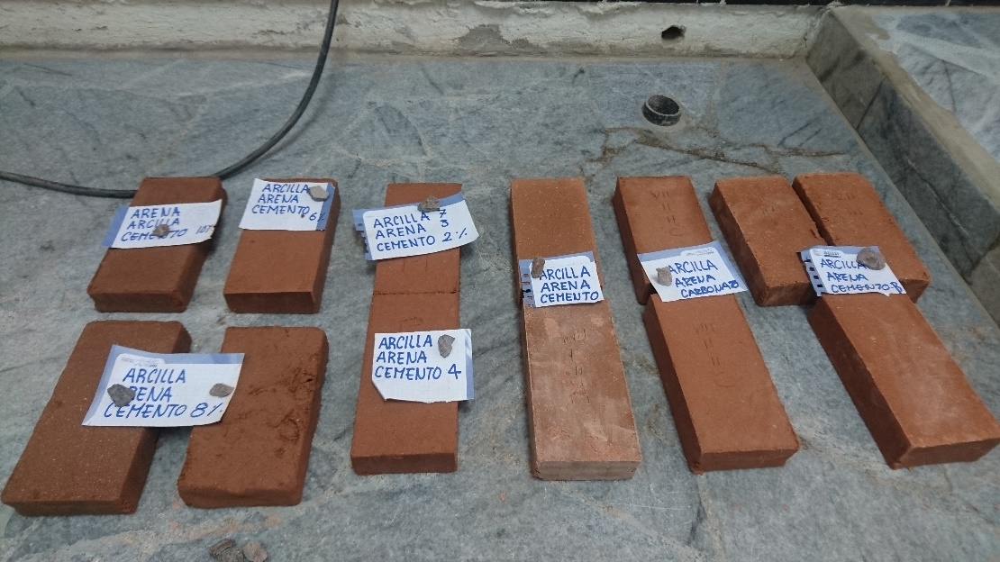 ARENA
ARCILLA
CEMENTO 10%
ARCILLA
ARENA
CEMENTO 6%
ARCILLA 7
ARENA 3
CEMENTO 2%
ARCILLA
ARENA
CEMENTO
ARCILLA
ARENA
CARBONATO
ARCILLA
ARENA
CEMENTO
ARCILLA
ARENA
CEMENTO 8%
ARCILLA
ARENA
CEMENTO 4